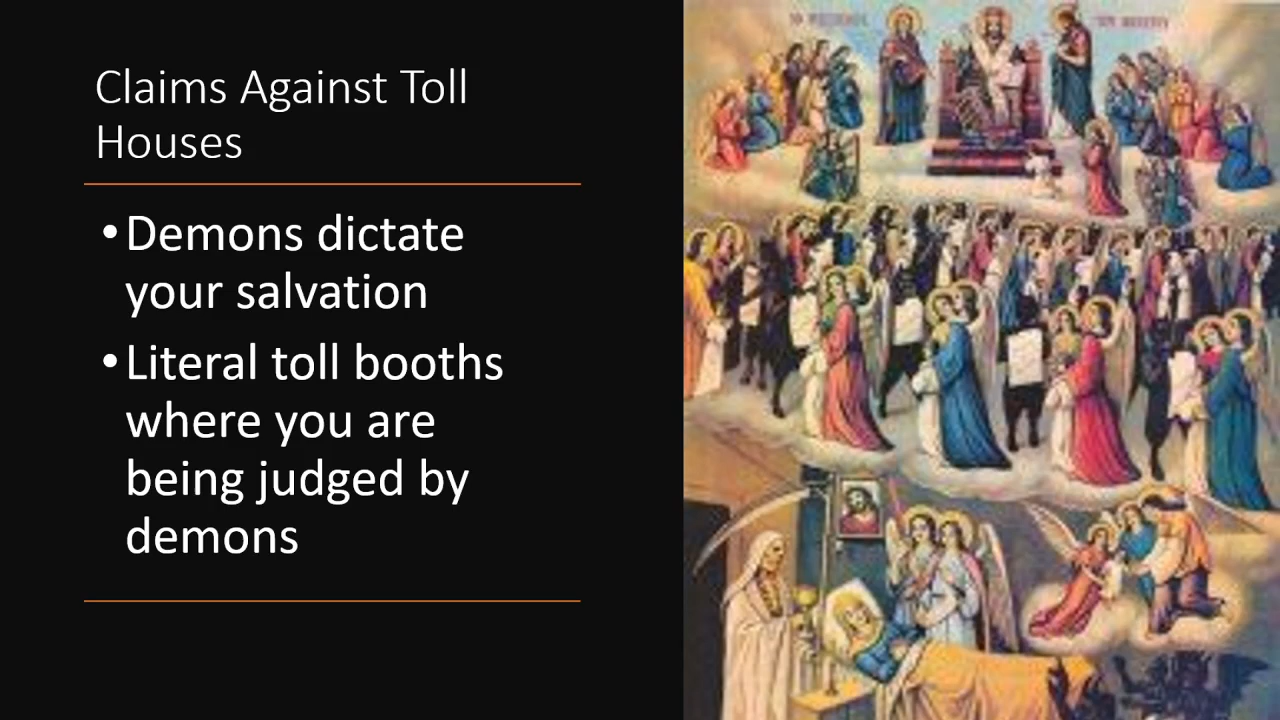 Claims Against Toll
Houses
•Demons dictate
your salvation
•Literal toll booths
where you are
being judged by
demons